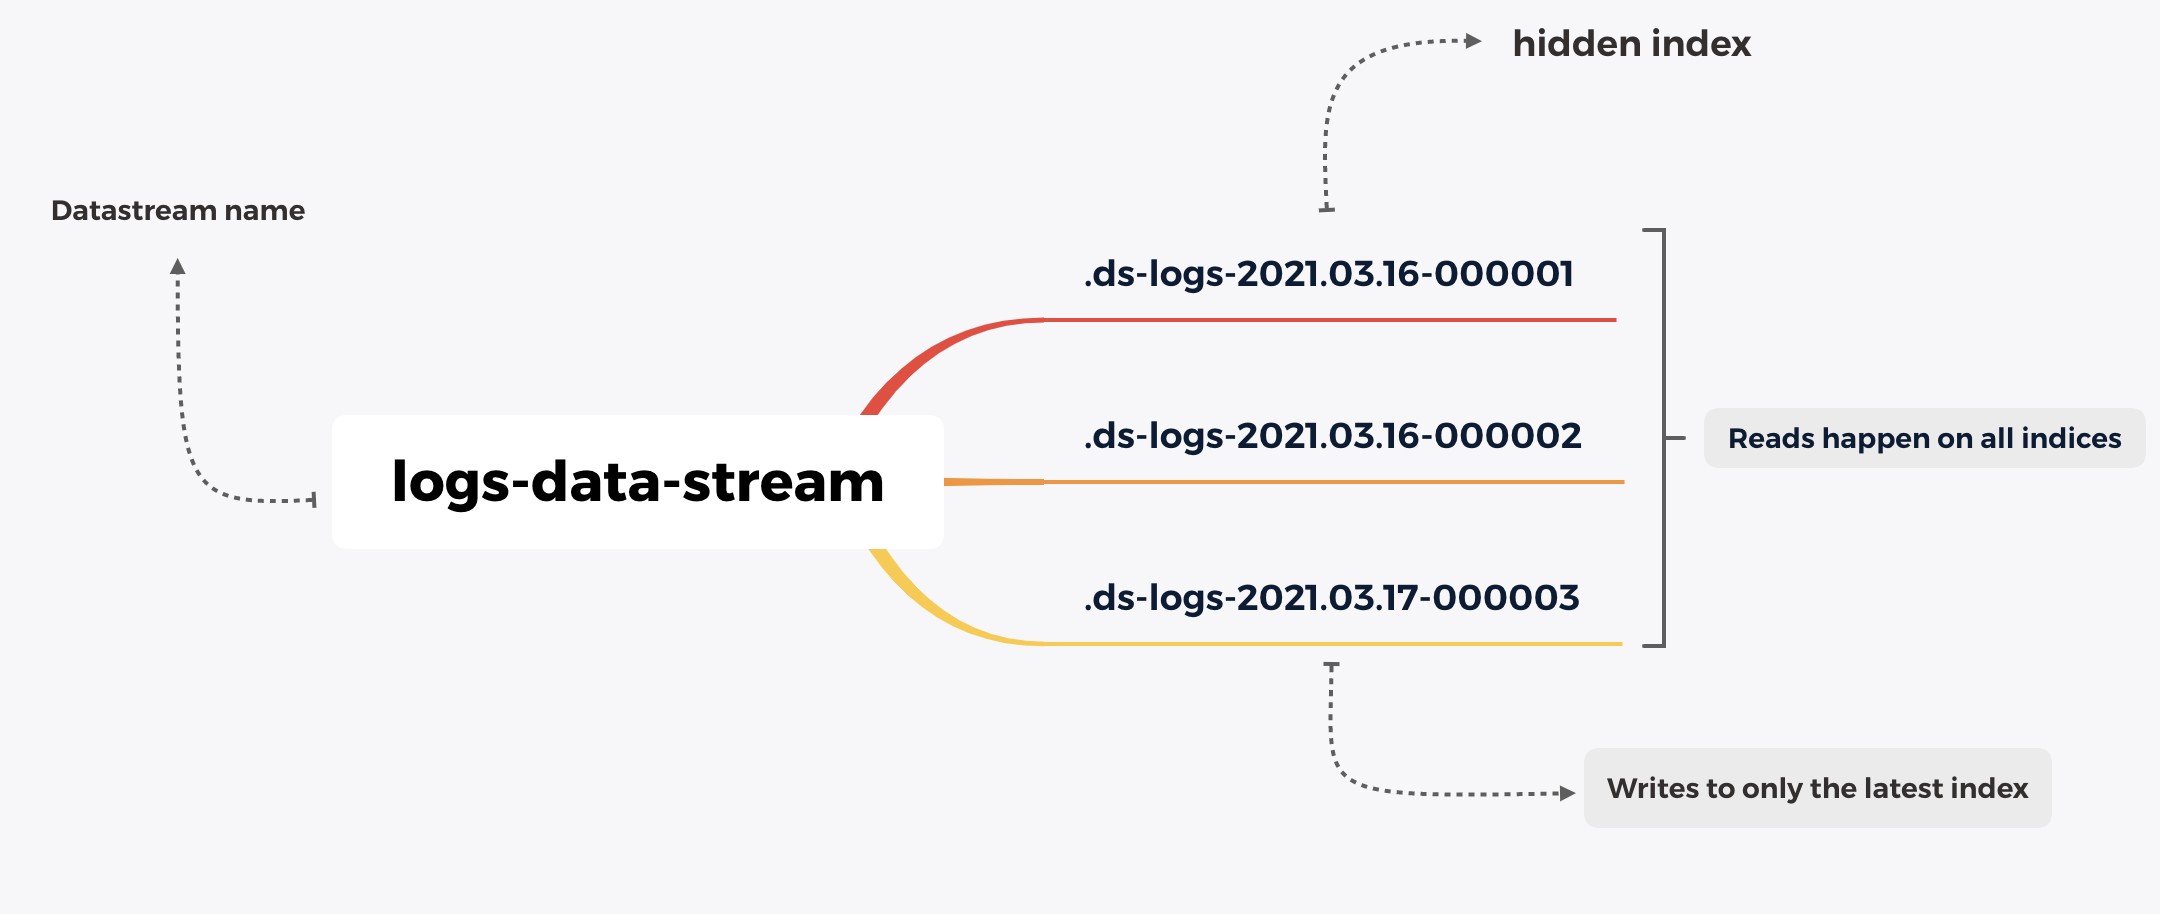 hidden index
Datastream name
.ds-logs-2021.03.16-000001
.ds-logs-2021.03.16-000002
Reads happen on all indices
logs-data-stream
.ds-logs-2021.03.17-000003
Writes to only the latest index